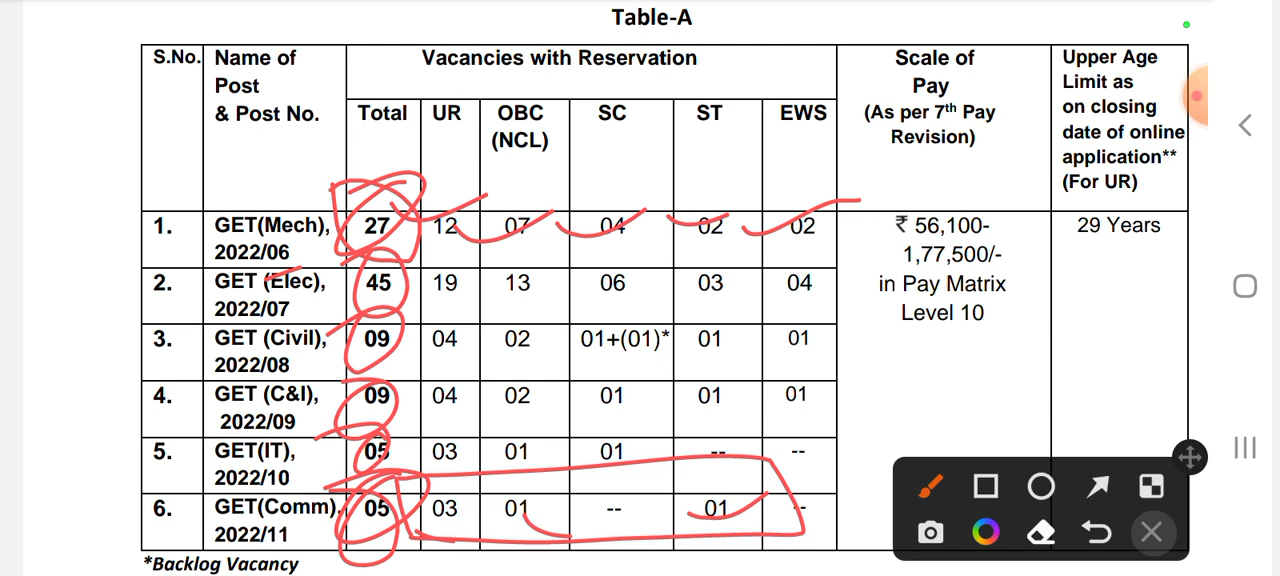 Table-A
S.No. Name of Post & Post No. Vacancies with Reservation Scale of Pay (As per 7th Pay Revision) Upper Age Limit as on closing date of online application** (For UR)
Total UR OBC (NCL) SC ST EWS
1. GET(Mech), 2022/06 27 12 07 04 02 02 ₹ 56,100-1,77,500/- in Pay Matrix Level 10 29 Years
2. GET (Elec), 2022/07 45 19 13 06 03 04
3. GET (Civil), 2022/08 09 04 02 01+(01)* 01 01
4. GET (C&I), 2022/09 09 04 02 01 01 01
5. GET(IT), 2022/10 05 03 01 01 -- --
6. GET(Comm), 2022/11 05 03 01 -- 01 --
*Backlog Vacancy